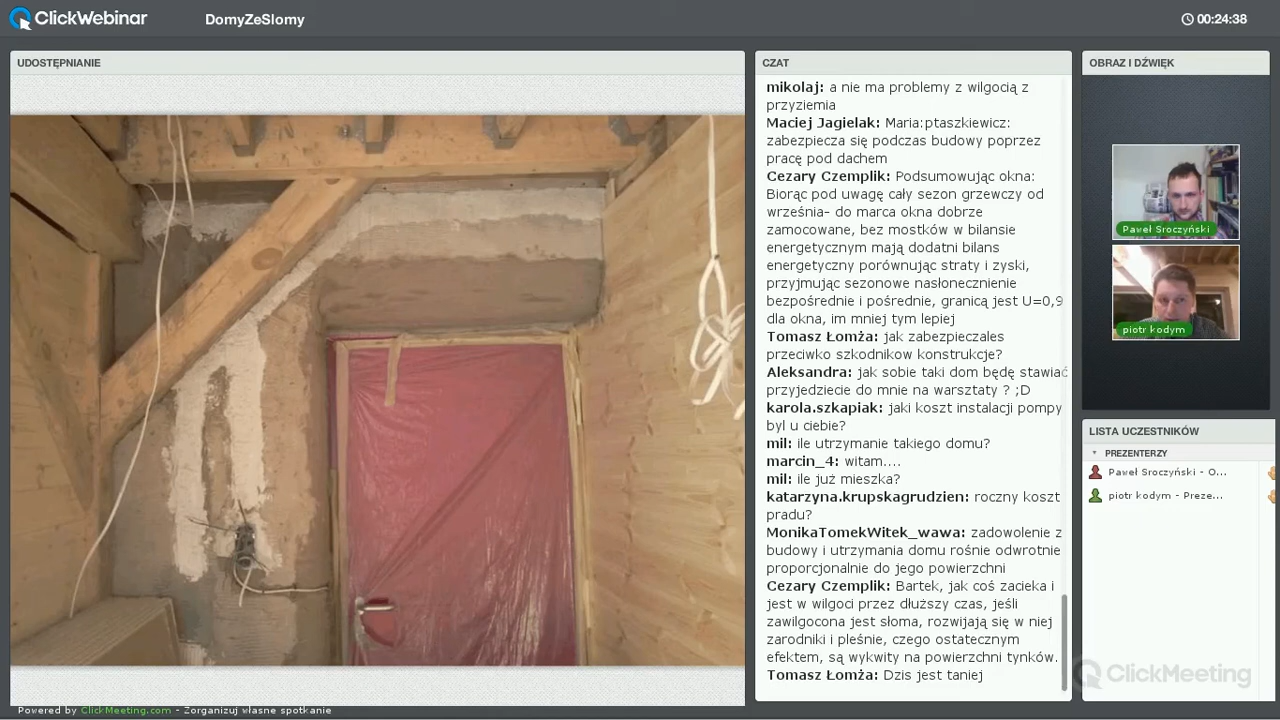 ClickWebinar
DomyZeSlomy
00:24:38
UDOSTĘPNIANIE
CZAT
mikolaj: a nie ma problemy z wilgocią z
przyziemia
Maciej Jagielak: Maria:ptaszkiewicz:
zabezpiecza się podczas budowy poprzez
pracę pod dachem
Cezary Czemplik: Podsumowując okna:
Biorąc pod uwagę cały sezon grzewczy od
września- do marca okna dobrze
zamocowane, bez mostków w bilansie
energetycznym mają dodatni bilans
energetyczny porównując straty i zyski,
przyjmując sezonowe nasłonecznienie
bezpośrednie i pośrednie, granicą jest U=0,9
dla okna, im mniej tym lepiej
Tomasz Łomża: jak zabezpieczales
przeciwko szkodnikow konstrukcje?
Aleksandra: jak sobie taki dom będę stawiać
przyjedziecie do mnie na warsztaty ? ;D
karola.szkapiak: jaki koszt instalacji pompy
byl u ciebie?
mil: ile utrzymanie takiego domu?
marcin_4: witam....
mil: ile już mieszka?
katarzyna.krupskagrudzien: roczny koszt
pradu?
MonikaTomekWitek_wawa: zadowolenie z
budowy i utrzymania domu rośnie odwrotnie
proporcjonalnie do jego powierzchni
Cezary Czemplik: Bartek, jak coś zacieka i
jest w wilgoci przez dłuższy czas, jeśli
zawilgocona jest słoma, rozwijają się w niej
zarodniki i pleśnie, czego ostatecznym
efektem, są wykwity na powierzchni tynków.
Tomasz Łomża: Dzis jest taniej
OBRAZ I DŹWIĘK
Paweł Sroczyński
piotr kodym
LISTA UCZESTNIKÓW
PREZENTERZY
Paweł Sroczyński - O...
piotr kodym - Preze...
ClickMeeting
Powered by ClickMeeting.com - Zorganizuj własne spotkanie